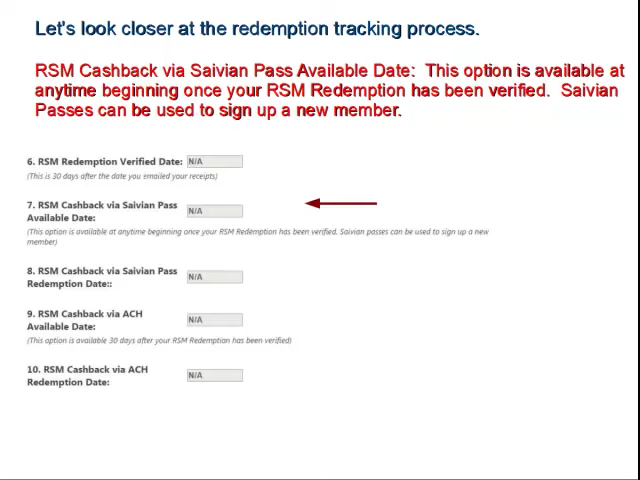 Let's look closer at the redemption tracking process.
RSM Cashback via Saivian Pass Available Date:  This option is available at
anytime beginning once your RSM Redemption has been verified.  Saivian
Passes can be used to sign up a new member.
6. RSM Redemption Verified Date: N/A
(This is 30 days after the date you emailed your receipts)
7. RSM Cashback via Saivian Pass
Available Date: N/A
(This option is available at anytime beginning once your RSM Redemption has been verified. Saivian passes can be used to sign up a new
member)
8. RSM Cashback via Saivian Pass
Redemption Date:: N/A
9. RSM Cashback via ACH
Available Date: N/A
(This option is available 30 days after your RSM Redemption has been verified)
10. RSM Cashback via ACH
Redemption Date: N/A